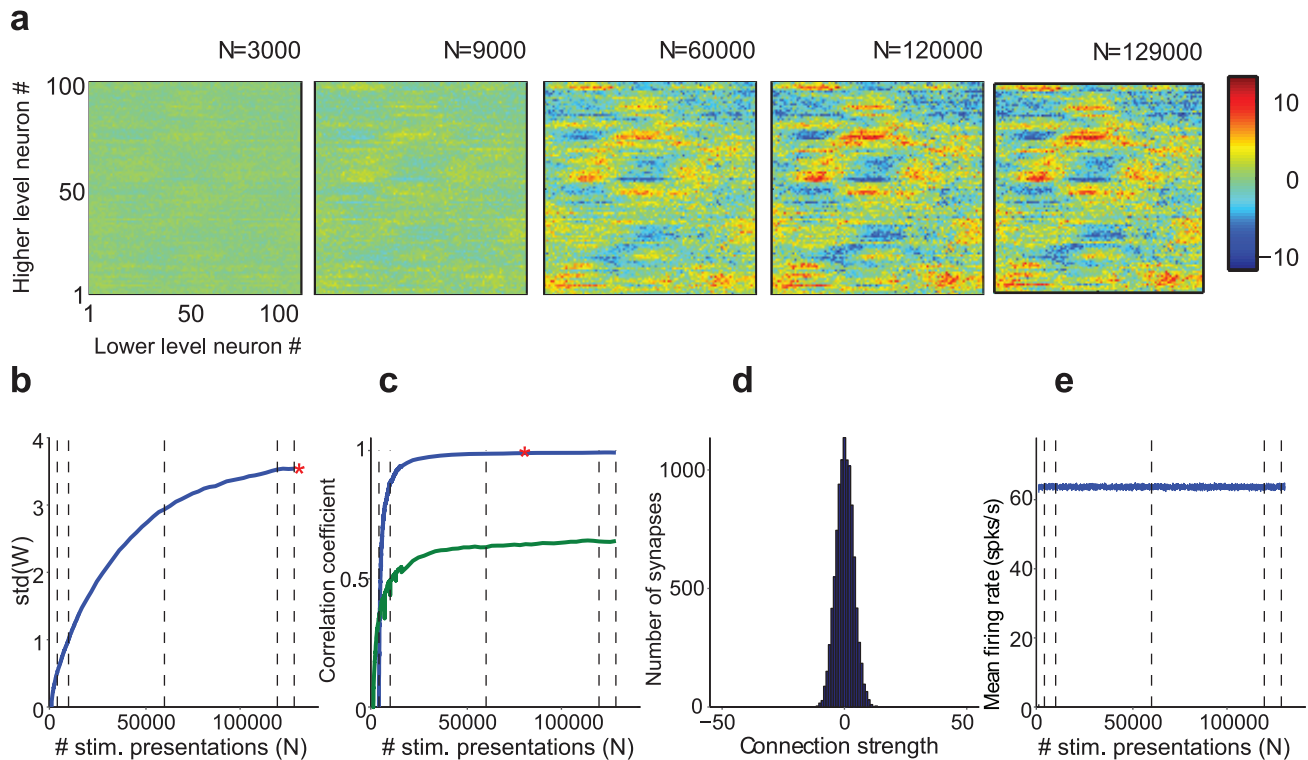 a
N=3000
N=9000
N=60000
N=120000
N=129000
Higher level neuron #
100
50
1
1
50
100
Lower level neuron #
10
0
−10
b
std(W)
4
3
2
1
0
0
50000
100000
# stim. presentations (N)
*
c
Correlation coefficient
1
0.5
0
50000
100000
# stim. presentations (N)
*
d
Number of synapses
1000
500
0
−50
0
50
Connection strength
e
Mean firing rate (spks/s)
60
40
20
0
0
50000
100000
# stim. presentations (N)